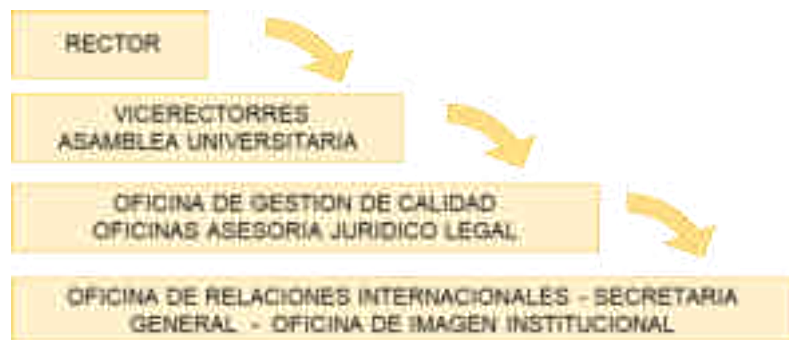 RECTOR
VICERECTORRES
ASAMBLEA UNIVERSITARIA
OFICINA DE GESTION DE CALIDAD
OFICINAS ASESORIA JURIDICO LEGAL
OFICINA DE RELACIONES INTERNACIONALES - SECRETARIA
GENERAL - OFICINA DE IMAGEN INSTITUCIONAL